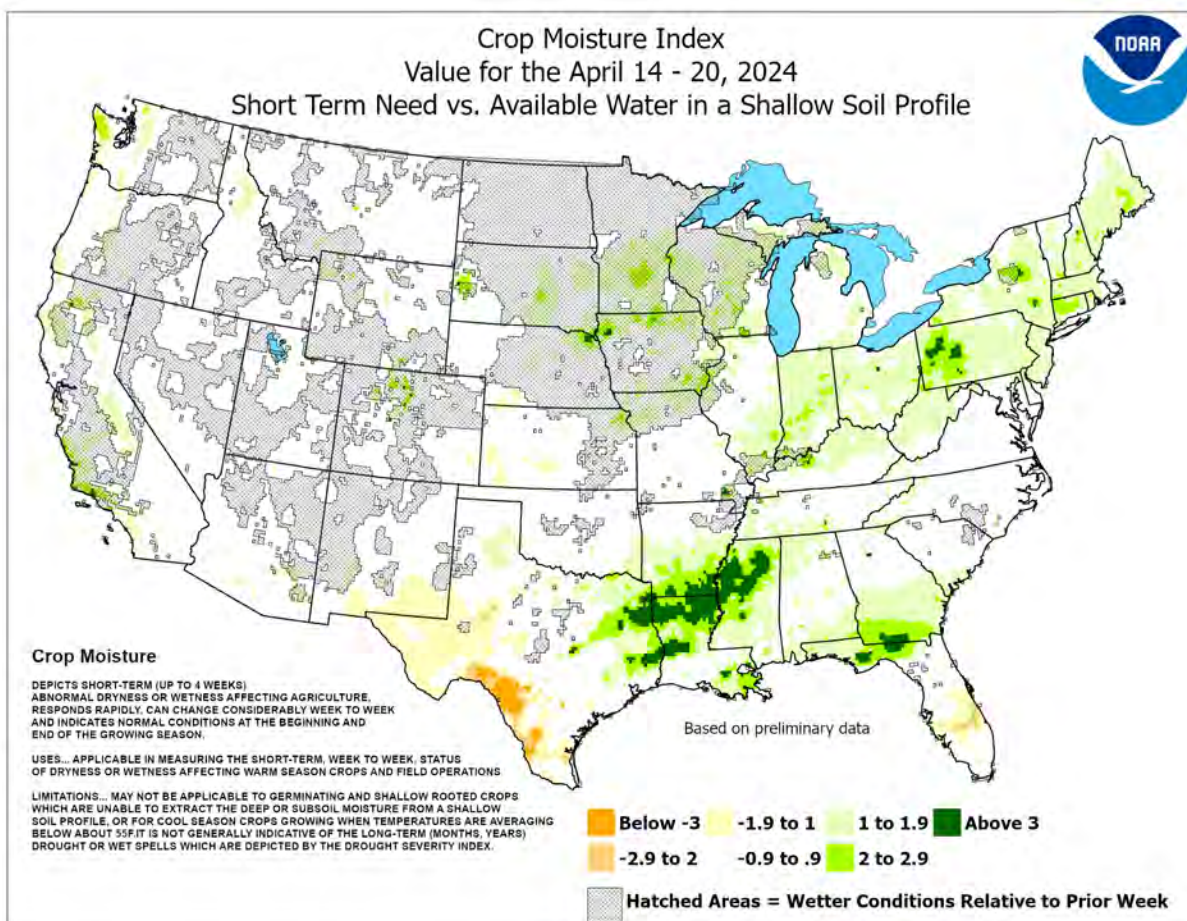 Crop Moisture Index
Value for the April 14 - 20, 2024
Short Term Need vs. Available Water in a Shallow Soil Profile
NOAA
Crop Moisture
DEPICTS SHORT-TERM (UP TO 4 WEEKS)
ABNORMAL DRYNESS OR WETNESS AFFECTING AGRICULTURE,
RESPONDS RAPIDLY, CAN CHANGE CONSIDERABLY WEEK TO WEEK
AND INDICATES NORMAL CONDITIONS AT THE BEGINNING AND
END OF THE GROWING SEASON.
USES... APPLICABLE IN MEASURING THE SHORT-TERM, WEEK TO WEEK, STATUS
OF DRYNESS OR WETNESS AFFECTING WARM SEASON CROPS AND FIELD OPERATIONS
LIMITATIONS... MAY NOT BE APPLICABLE TO GERMINATING AND SHALLOW ROOTED CROPS
WHICH ARE UNABLE TO EXTRACT THE DEEP OR SUBSOIL MOISTURE FROM A SHALLOW
SOIL PROFILE, OR FOR COOL SEASON CROPS GROWING WHEN TEMPERATURES ARE AVERAGING
BELOW ABOUT 55F.IT IS NOT GENERALLY INDICATIVE OF THE LONG-TERM (MONTHS, YEARS)
DROUGHT OR WET SPELLS WHICH ARE DEPICTED BY THE DROUGHT SEVERITY INDEX.
Based on preliminary data
Below -3
-1.9 to 1
1 to 1.9
Above 3
-2.9 to 2
-0.9 to .9
2 to 2.9
Hatched Areas = Wetter Conditions Relative to Prior Week